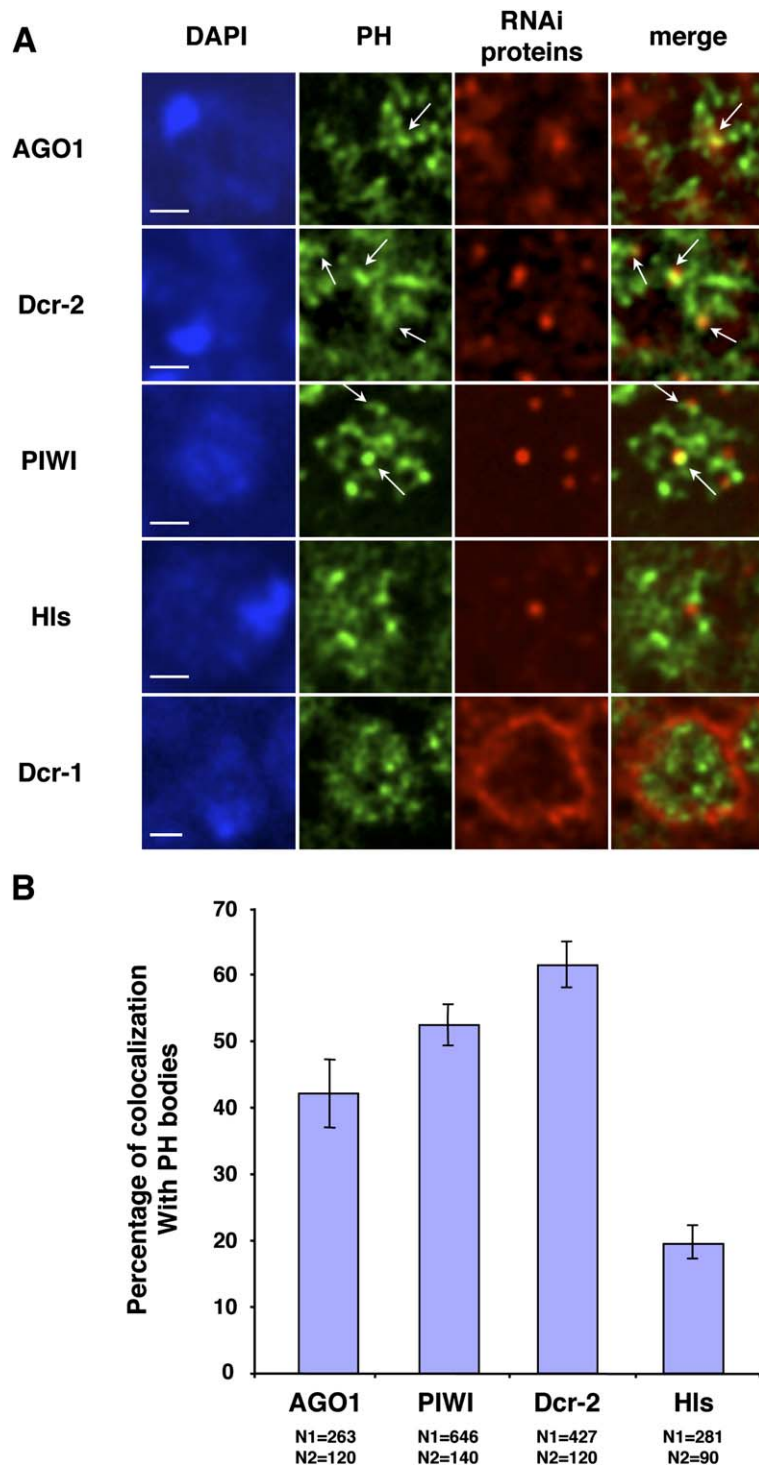 A
DAPI
PH
RNAi
proteins
merge
AGO1
Dcr-2
PIWI
Hls
Dcr-1
B
Percentage of colocalization
With PH bodies
70
60
50
40
30
20
10
0
AGO1 PIWI Dcr-2 Hls
N1=263 N1=646 N1=427 N1=281
N2=120 N2=140 N2=120 N2=90